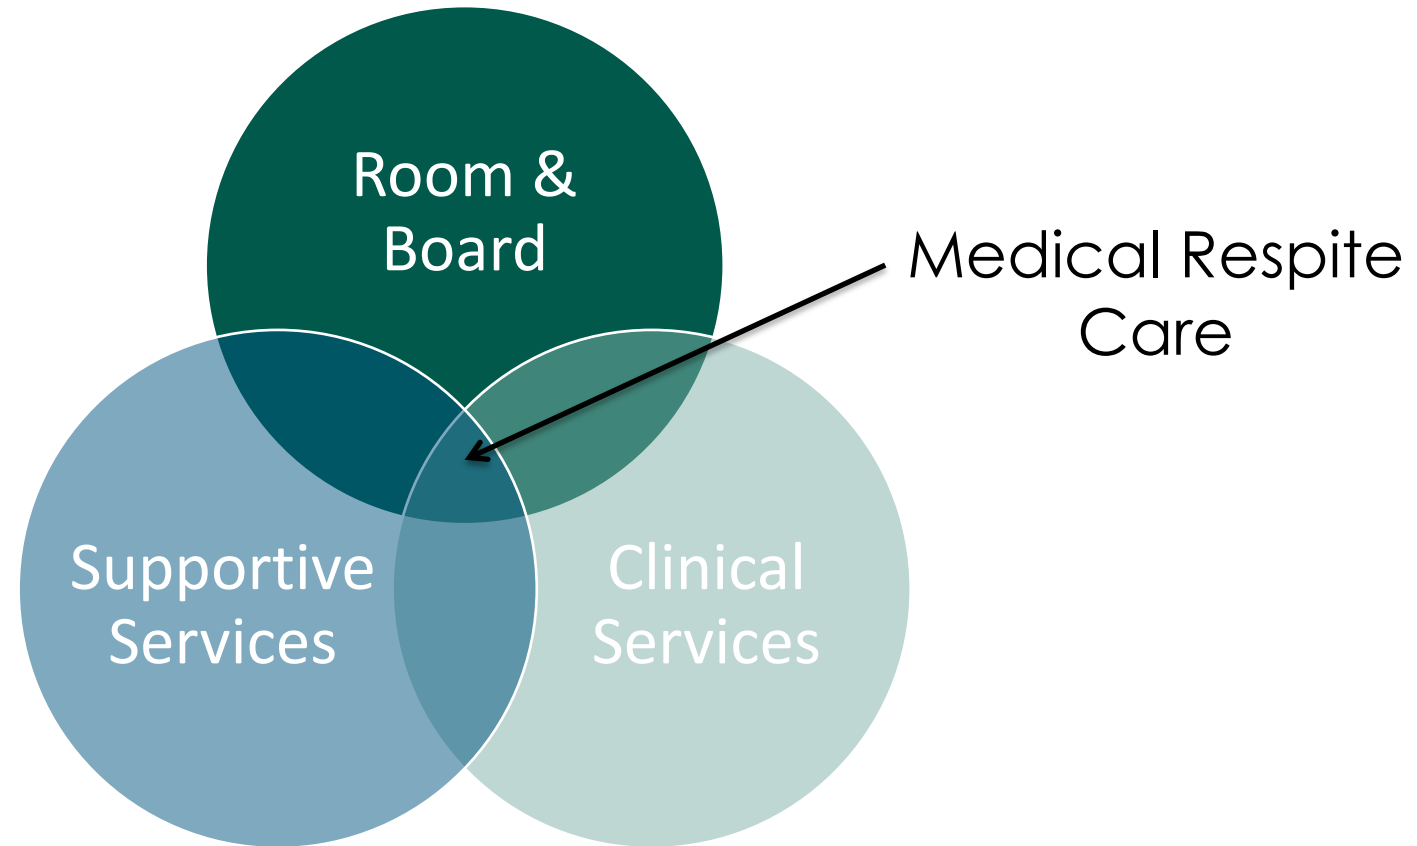 Room &
Board
Medical Respite
Care
Supportive
Services
Clinical
Services